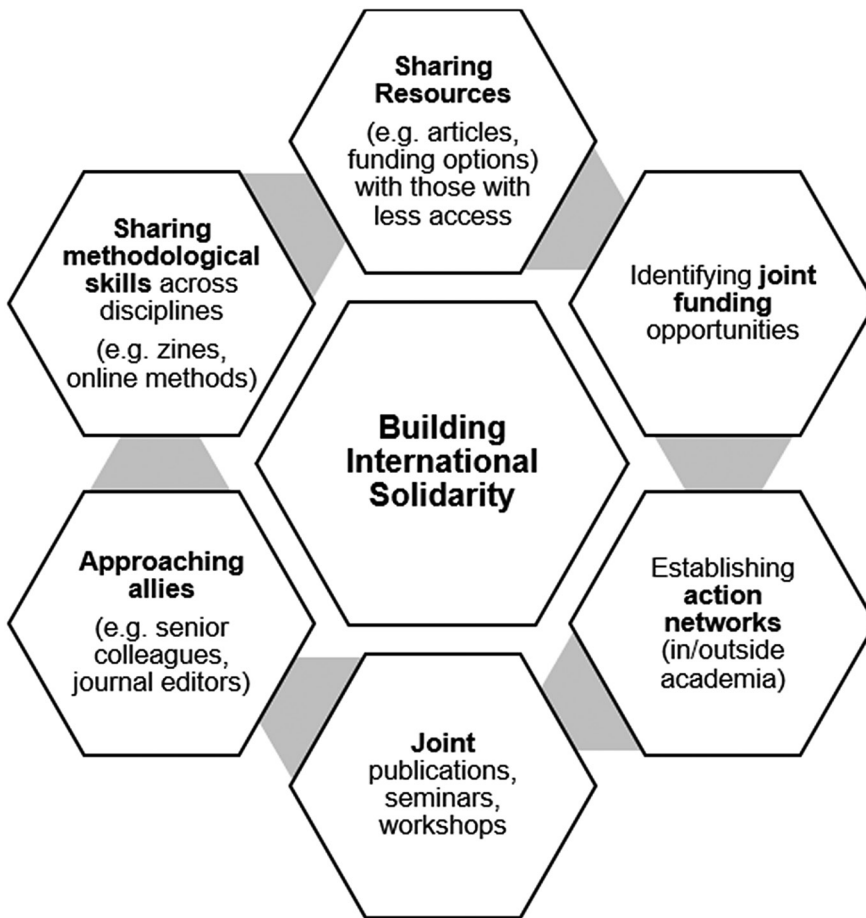 Sharing
Resources
(e.g. articles,
funding options)
with those with
less access
Sharing
methodological
skills across
disciplines
(e.g. zines,
online methods)
Identifying joint
funding
opportunities
Building
International
Solidarity
Approaching
allies
(e.g. senior
colleagues,
journal editors)
Establishing
action
networks
(in/outside
academia)
Joint
publications,
seminars,
workshops